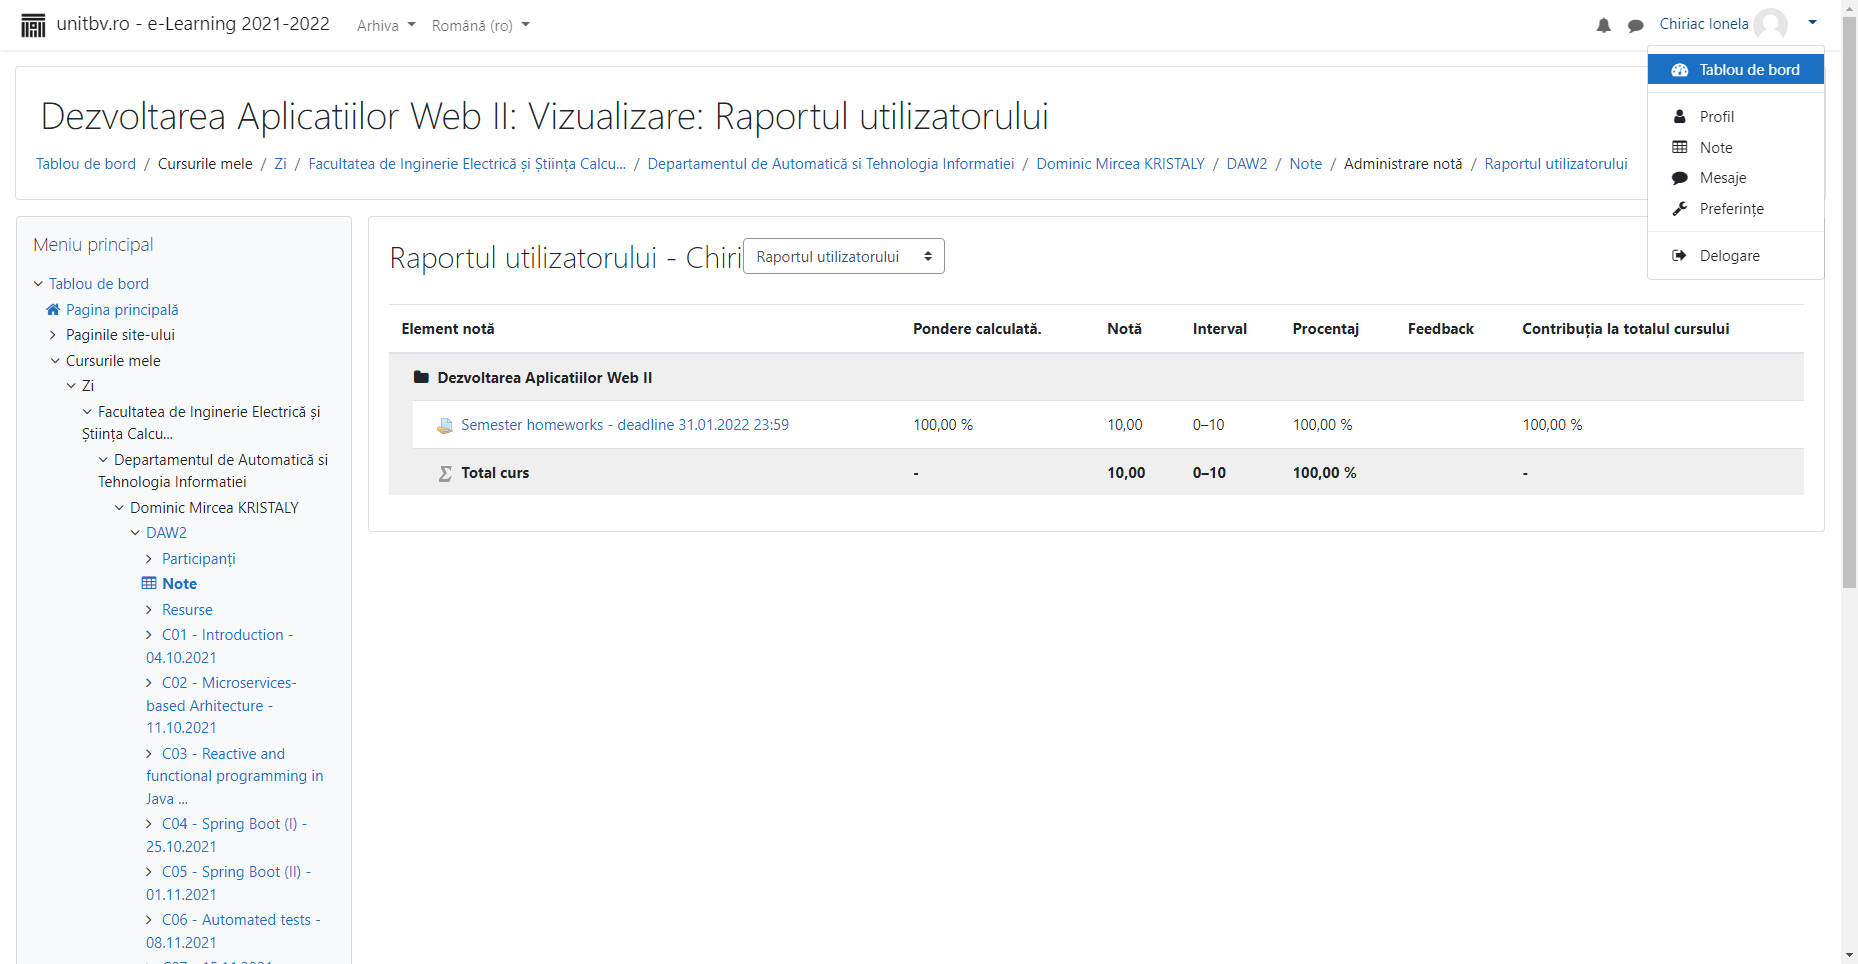 unitbv.ro - e-Learning 2021-2022
Arhiva
Română (ro)
Chiriac Ionela
Tablou de bord
Profil
Note
Mesaje
Preferințe
Delogare
Dezvoltarea Aplicatiilor Web II: Vizualizare: Raportul utilizatorului
Tablou de bord / Cursurile mele / Zi / Facultatea de Inginerie Electrică și Știința Calcu... / Departamentul de Automatică si Tehnologia Informatiei / Dominic Mircea KRISTALY / DAW2 / Note / Administrare notă / Raportul utilizatorului
Meniu principal
Tablou de bord
Pagina principală
Paginile site-ului
Cursurile mele
Zi
Facultatea de Inginerie Electrică și
Știința Calcu...
Departamentul de Automatică si
Tehnologia Informatiei
Dominic Mircea KRISTALY
DAW2
Participanți
Note
Resurse
C01 - Introduction -
04.10.2021
C02 - Microservices-
based Arhitecture -
11.10.2021
C03 - Reactive and
functional programming in
Java ...
C04 - Spring Boot (I) -
25.10.2021
C05 - Spring Boot (II) -
01.11.2021
C06 - Automated tests -
08.11.2021
Raportul utilizatorului - Chiri
Raportul utilizatorului
Element notă Pondere calculată. Notă Interval Procentaj Feedback Contribuția la totalul cursului
Dezvoltarea Aplicatiilor Web II
Semester homeworks - deadline 31.01.2022 23:59 100,00 % 10,00 0–10 100,00 % 100,00 %
Total curs - 10,00 0–10 100,00 % -